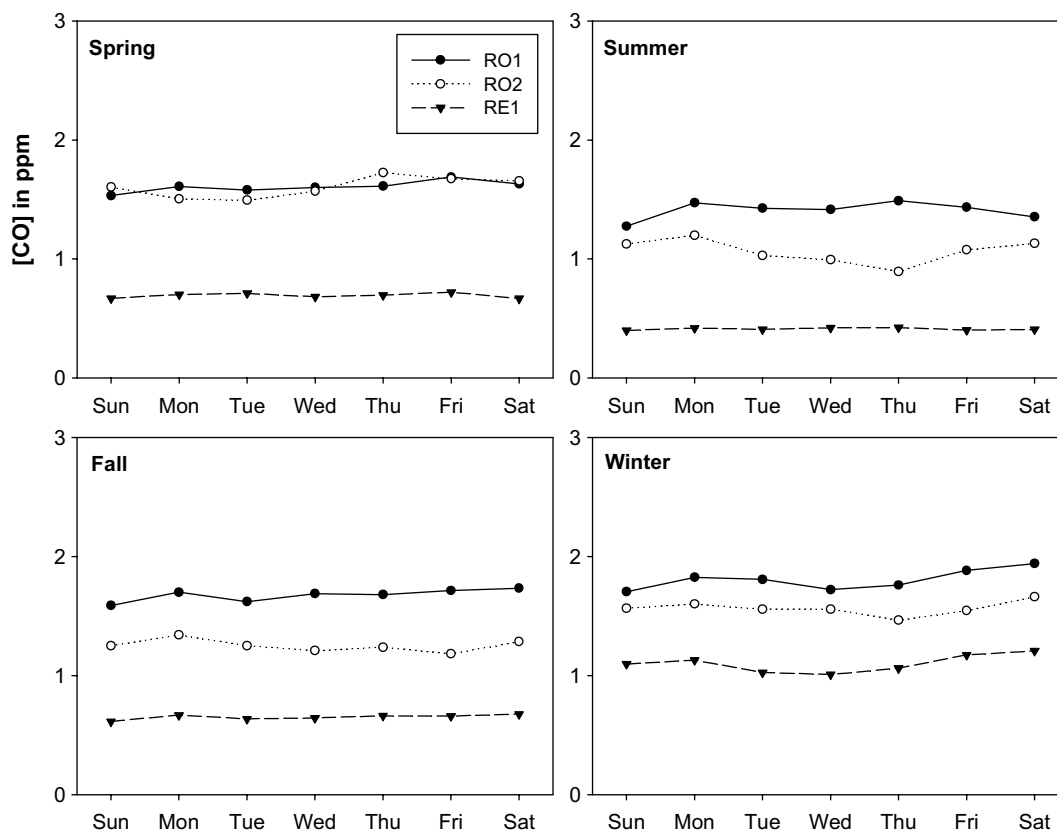 Spring
RO1
RO2
RE1
[CO] in ppm
3
2
1
0
Sun Mon Tue Wed Thu Fri Sat
Summer
3
2
1
0
Sun Mon Tue Wed Thu Fri Sat
Fall
3
2
1
0
Sun Mon Tue Wed Thu Fri Sat
Winter
3
2
1
0
Sun Mon Tue Wed Thu Fri Sat